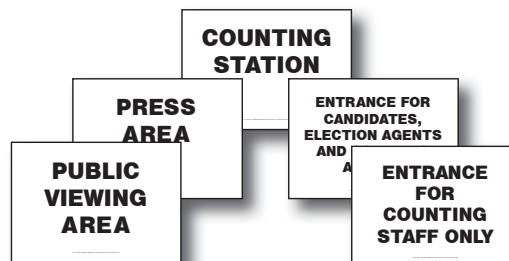 COUNTING
STATION
PRESS
AREA
ENTRANCE FOR
CANDIDATES,
ELECTION AGENTS
AND
PUBLIC
VIEWING
AREA
ENTRANCE
FOR
COUNTING
STAFF ONLY